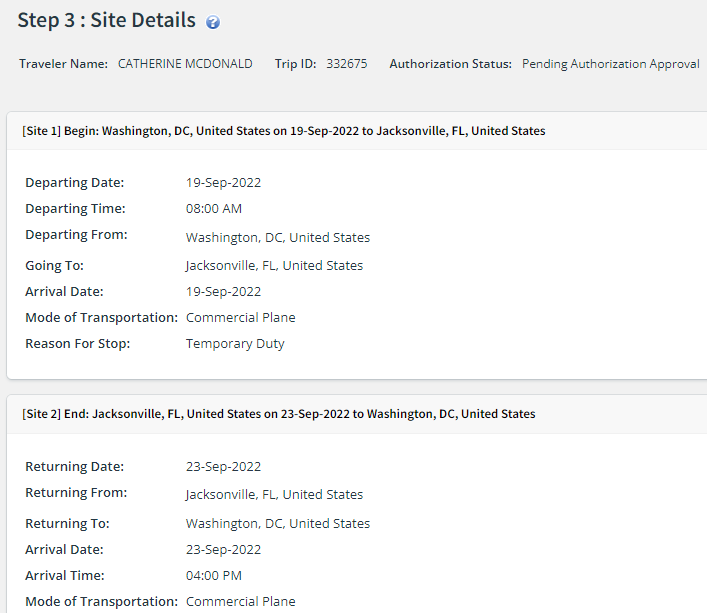 Step 3 : Site Details ?
Traveler Name: CATHERINE MCDONALD Trip ID: 332675 Authorization Status: Pending Authorization Approval
[Site 1] Begin: Washington, DC, United States on 19-Sep-2022 to Jacksonville, FL, United States
Departing Date: 19-Sep-2022
Departing Time: 08:00 AM
Departing From: Washington, DC, United States
Going To: Jacksonville, FL, United States
Arrival Date: 19-Sep-2022
Mode of Transportation: Commercial Plane
Reason For Stop: Temporary Duty
[Site 2] End: Jacksonville, FL, United States on 23-Sep-2022 to Washington, DC, United States
Returning Date: 23-Sep-2022
Returning From: Jacksonville, FL, United States
Returning To: Washington, DC, United States
Arrival Date: 23-Sep-2022
Arrival Time: 04:00 PM
Mode of Transportation: Commercial Plane